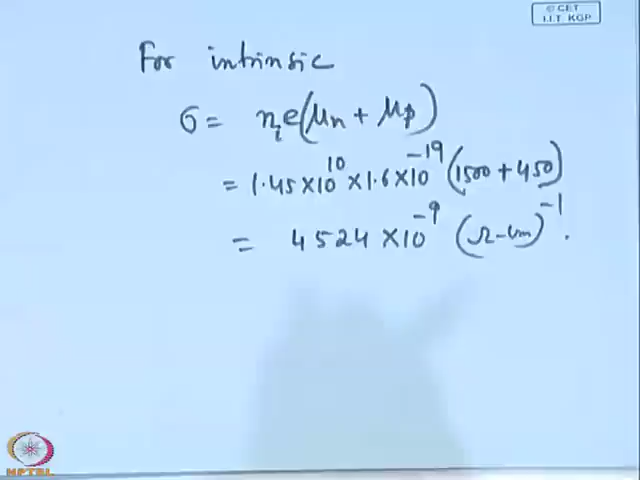 © CET
I.I.T. KGP
For intrinsic
σ = nᵢe(μn + μp)
= 1.45×10¹⁰×1.6×10⁻¹⁹(1500+450)
= 4524×10⁻⁹ (Ω-cm)⁻¹.
NPTEL